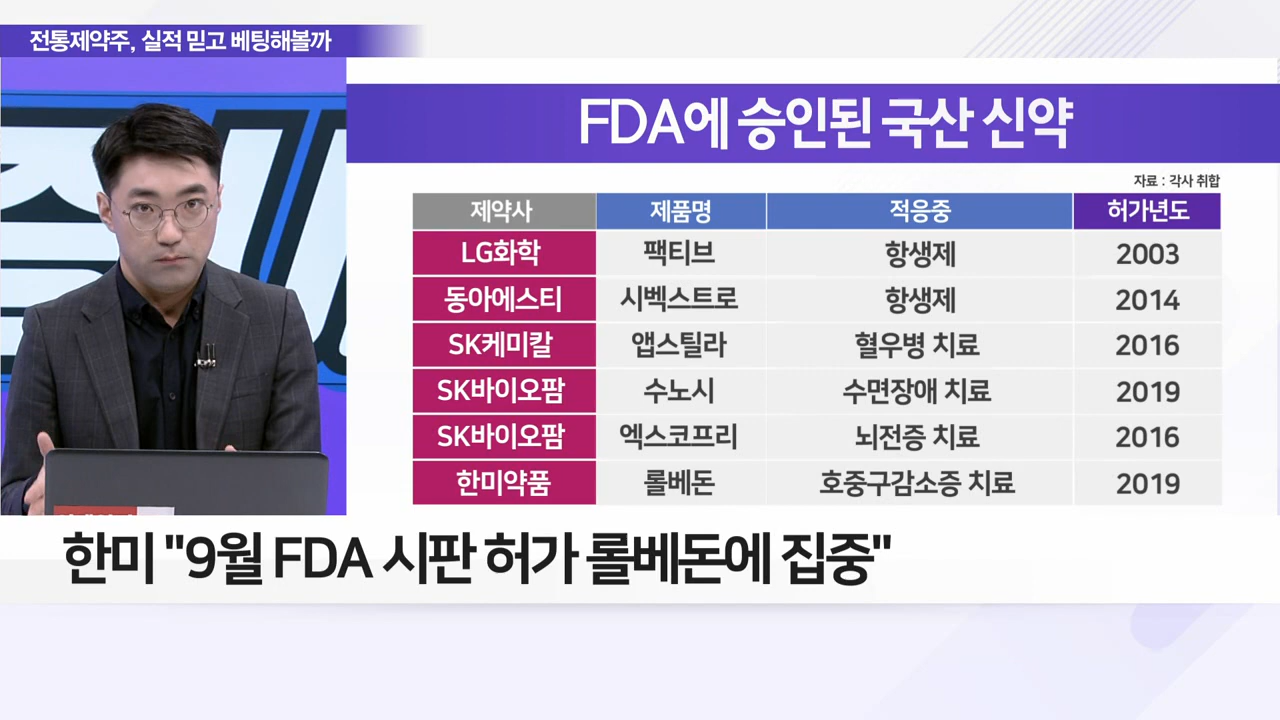 전통제약주, 실적 믿고 베팅해볼까
FDA에 승인된 국산 신약
자료 : 각사 취합
제약사 제품명 적응중 허가년도
LG화학 팩티브 항생제 2003
동아에스티 시벡스트로 항생제 2014
SK케미칼 앱스틸라 혈우병 치료 2016
SK바이오팜 수노시 수면장애 치료 2019
SK바이오팜 엑스코프리 뇌전증 치료 2016
한미약품 롤베돈 호중구감소증 치료 2019
한미 "9월 FDA 시판 허가 롤베돈에 집중"